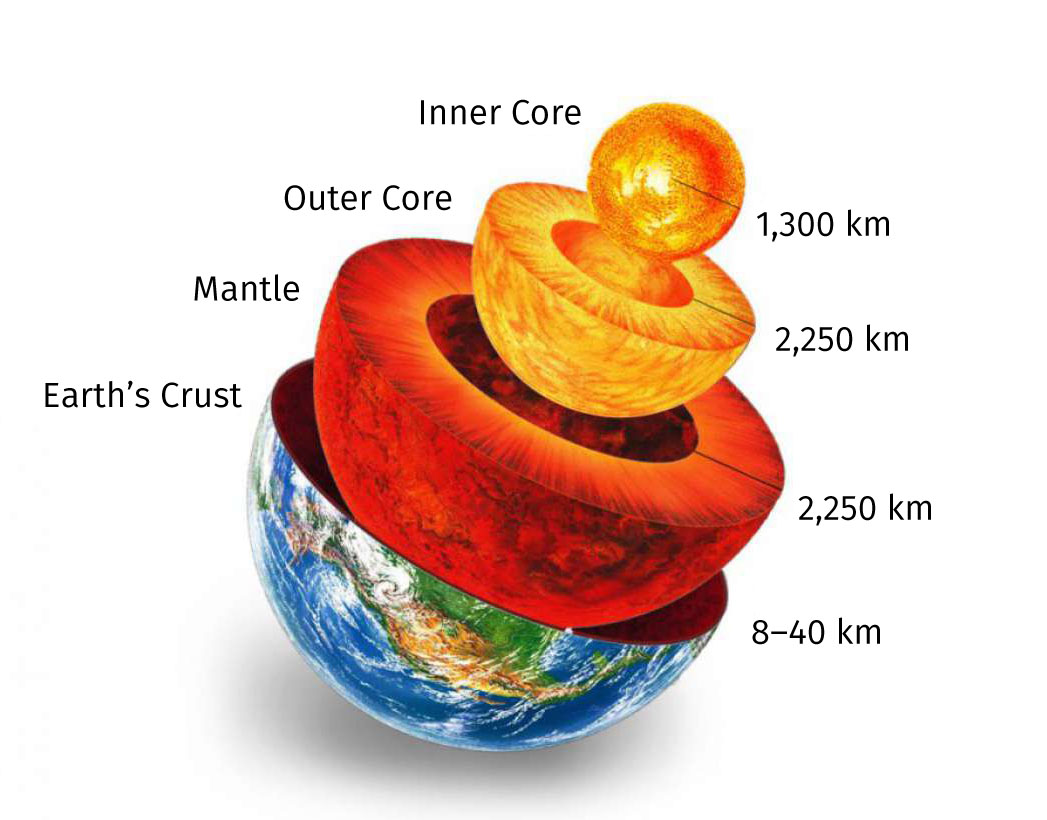 Inner Core
1,300 km
Outer Core
2,250 km
Mantle
2,250 km
Earth’s Crust
8–40 km